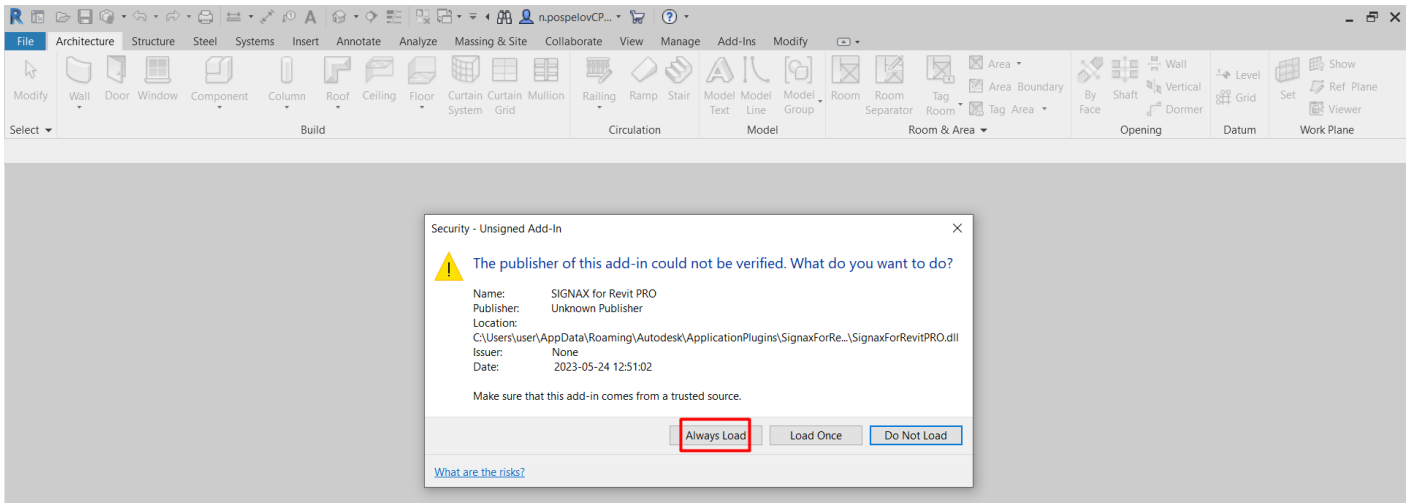 R A n.pospelovCP... ?
File Architecture Structure Steel Systems Insert Annotate Analyze Massing & Site Collaborate View Manage Add-Ins Modify
Modify Wall Door Window Component Column Roof Ceiling Floor Curtain System Curtain Grid Mullion Railing Ramp Stair Model Text Model Line Model Group Room Room Separator Tag Room
Area
Area Boundary
Tag Area
By Face Shaft
Wall
Vertical
Dormer
Level
Grid
Set
Show
Ref Plane
Viewer
Select Build Circulation Model Room & Area Opening Datum Work Plane
Security - Unsigned Add-In
The publisher of this add-in could not be verified. What do you want to do?
Name: SIGNAX for Revit PRO
Publisher: Unknown Publisher
Location:
C:\Users\user\AppData\Roaming\Autodesk\ApplicationPlugins\SignaxForRe...\SignaxForRevitPRO.dll
Issuer: None
Date: 2023-05-24 12:51:02
Make sure that this add-in comes from a trusted source.
Always Load Load Once Do Not Load
What are the risks?